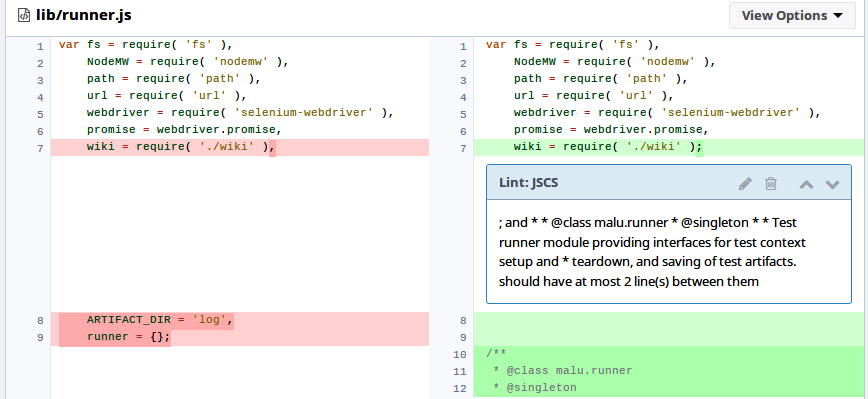 lib/runner.js
View Options
1 var fs = require( 'fs' ),
2 NodeMW = require( 'nodemw' ),
3 path = require( 'path' ),
4 url = require( 'url' ),
5 webdriver = require( 'selenium-webdriver' ),
6 promise = webdriver.promise,
7 wiki = require( './wiki' ),
8 ARTIFACT_DIR = 'log',
9 runner = {};
1 var fs = require( 'fs' ),
2 NodeMW = require( 'nodemw' ),
3 path = require( 'path' ),
4 url = require( 'url' ),
5 webdriver = require( 'selenium-webdriver' ),
6 promise = webdriver.promise,
7 wiki = require( './wiki' );
Lint: JSCS
; and * * @class malu.runner * @singleton * * Test
runner module providing interfaces for test context
setup and * teardown, and saving of test artifacts.
should have at most 2 line(s) between them
8
9
10 /**
11 * @class malu.runner
12 * @singleton